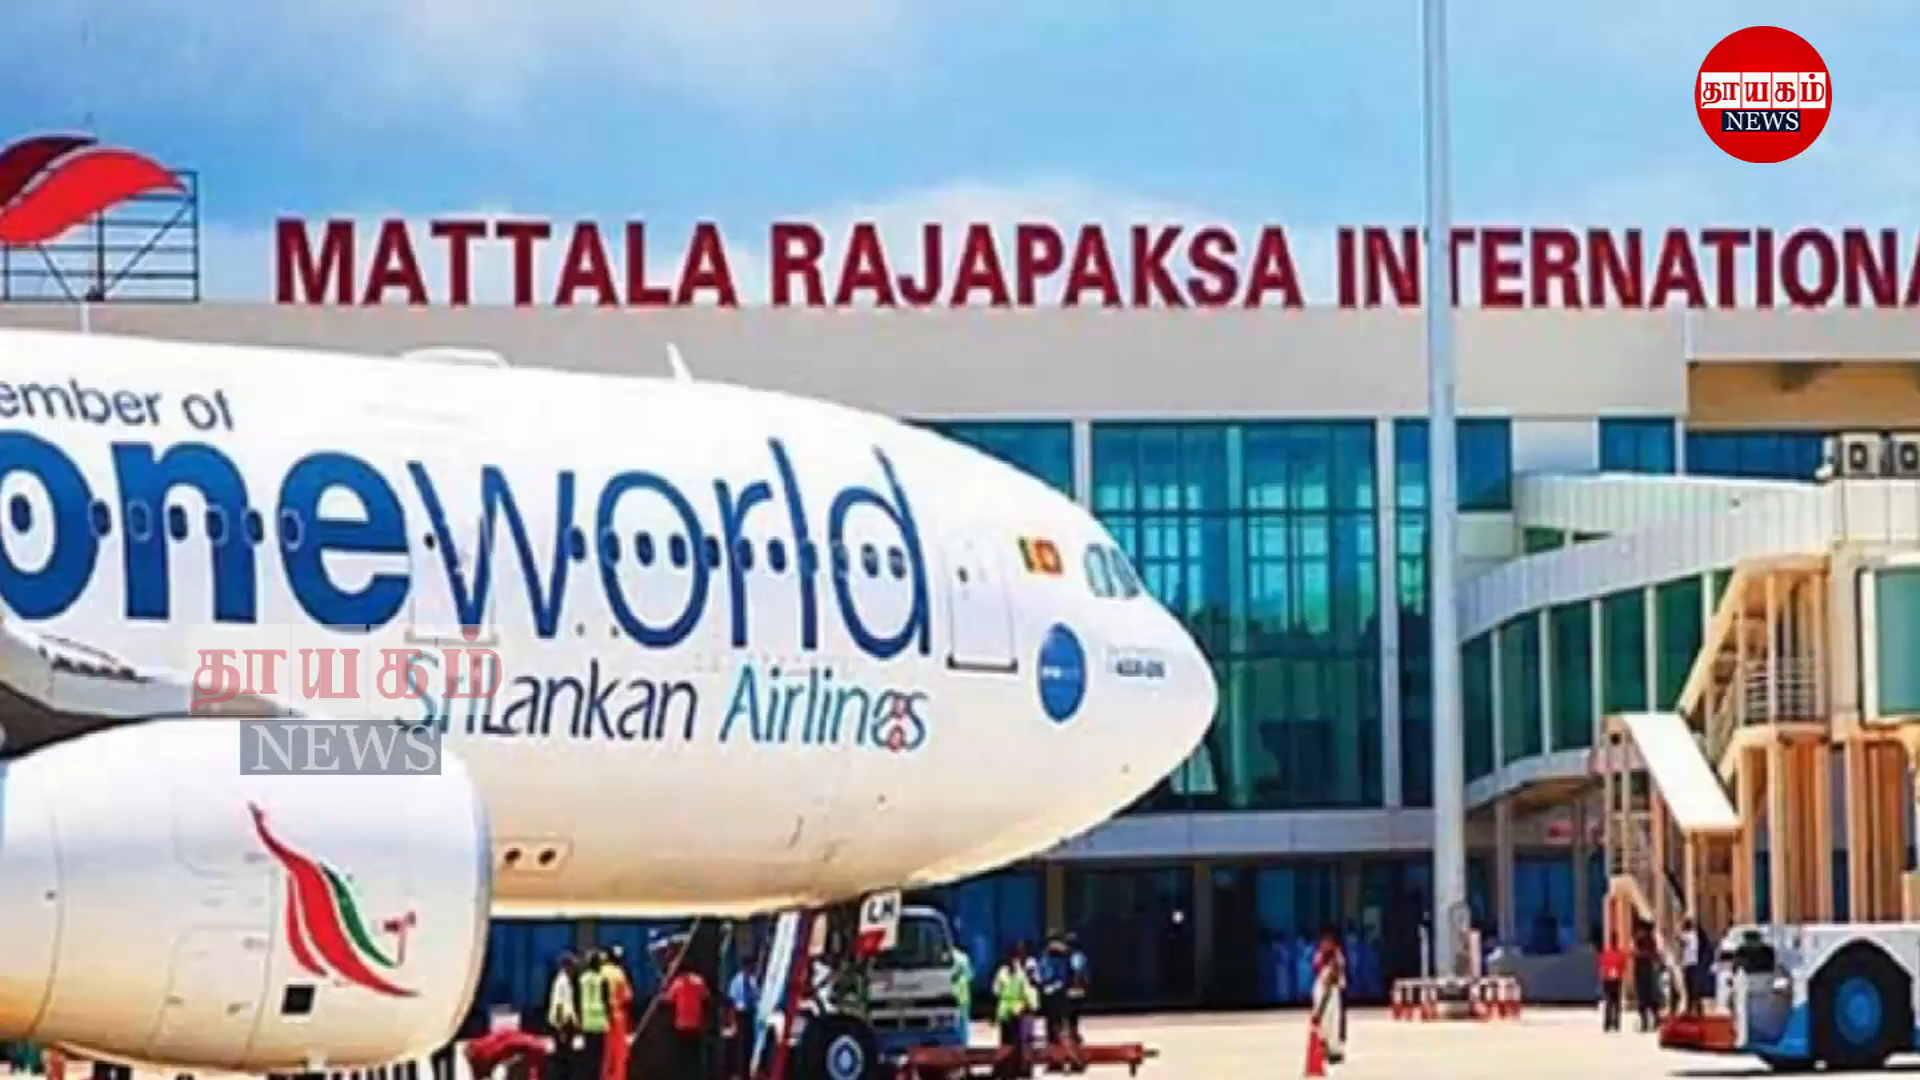 தாயகம்
NEWS
MATTALA RAJAPAKSA INTERNATIONA
ember of
oneworld
SriLankan Airlines
தாயகம்
NEWS